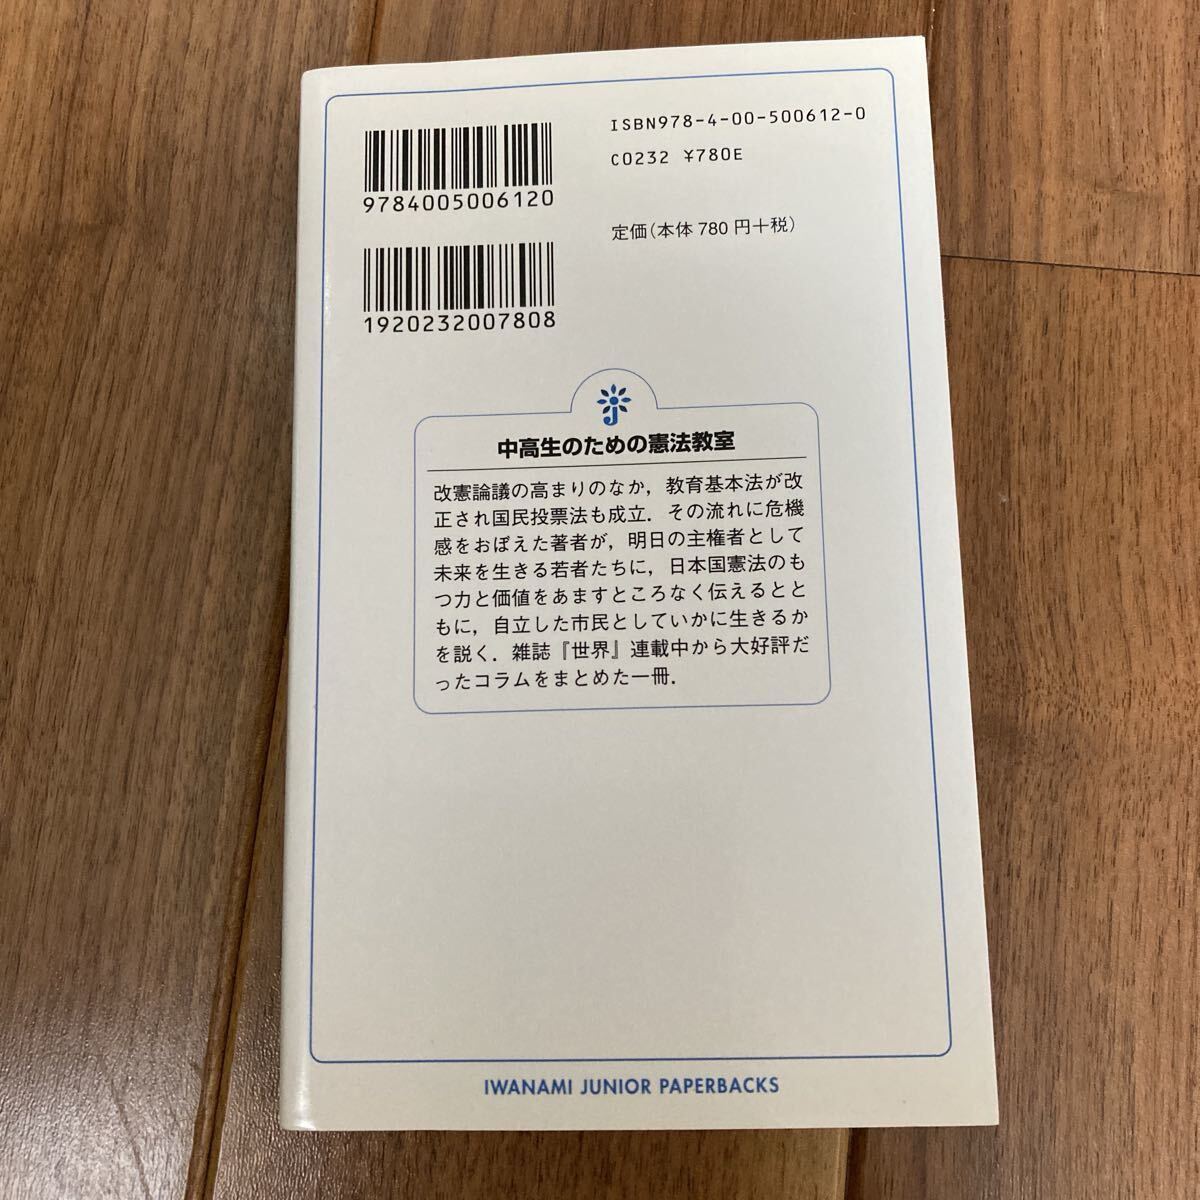 ISBN978-4-00-500612-0
C0232 ¥780E
定価(本体 780 円+税)
9784005006120
1920232007808
中高生のための憲法教室
改憲論議の高まりのなか，教育基本法が改
正され国民投票法も成立．その流れに危機
感をおぼえた著者が，明日の主権者として
未来を生きる若者たちに，日本国憲法のも
つ力と価値をあますところなく伝えるとと
もに，自立した市民としていかに生きるか
を説く．雑誌『世界』連載中から大好評だ
ったコラムをまとめた一冊．
IWANAMI JUNIOR PAPERBACKS